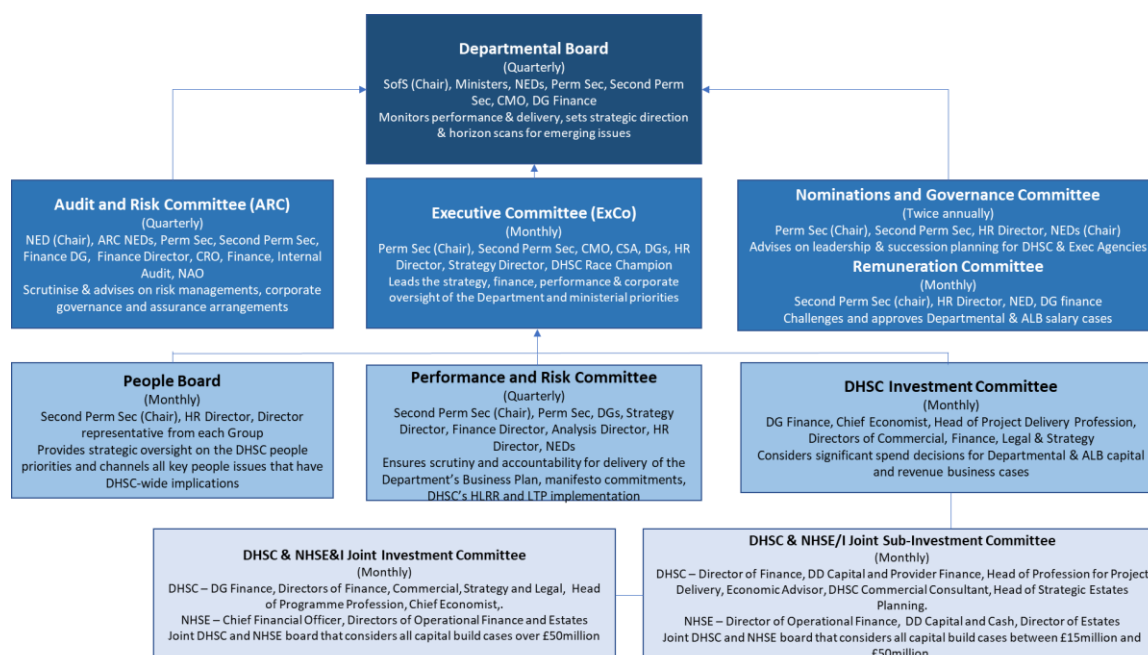 Departmental Board
(Quarterly)
SofS (Chair), Ministers, NEDs, Perm Sec, Second Perm
Sec, CMO, DG Finance
Monitors performance & delivery, sets strategic direction
& horizon scans for emerging issues
Audit and Risk Committee (ARC)
(Quarterly)
NED (Chair), ARC NEDs, Perm Sec, Second Perm Sec,
Finance DG, Finance Director, CRO, Finance, Internal
Audit, NAO
Scrutinise & advises on risk managements, corporate
governance and assurance arrangements
Executive Committee (ExCo)
(Monthly)
Perm Sec (Chair), Second Perm Sec, CMO, CSA, DGs, HR
Director, Strategy Director, DHSC Race Champion
Leads the strategy, finance, performance & corporate
oversight of the Department and ministerial priorities
Nominations and Governance Committee
(Twice annually)
Perm Sec (Chair), Second Perm Sec, HR Director, NEDs (Chair)
Advises on leadership & succession planning for DHSC & Exec Agencies
Remuneration Committee
(Monthly)
Second Perm Sec (chair), HR Director, NED, DG finance
Challenges and approves Departmental & ALB salary cases
People Board
(Monthly)
Second Perm Sec (Chair), HR Director, Director
representative from each Group
Provides strategic oversight on the DHSC people
priorities and channels all key people issues that have
DHSC-wide implications
Performance and Risk Committee
(Quarterly)
Second Perm Sec (Chair), Perm Sec, DGs, Strategy
Director, Finance Director, Analysis Director, HR
Director, NEDs
Ensures scrutiny and accountability for delivery of the
Department's Business Plan, manifesto commitments,
DHSC's HLRR and LTP implementation
DHSC Investment Committee
(Monthly)
DG Finance, Chief Economist, Head of Project Delivery Profession,
Directors of Commercial, Finance, Legal & Strategy
Considers significant spend decisions for Departmental & ALB capital
and revenue business cases
DHSC & NHSE&I Joint Investment Committee
(Monthly)
DHSC – DG Finance, Directors of Finance, Commercial, Strategy and Legal, Head
of Programme Profession, Chief Economist,.
NHSE – Chief Financial Officer, Directors of Operational Finance and Estates
Joint DHSC and NHSE board that considers all capital build cases over £50million
DHSC & NHSE/I Joint Sub-Investment Committee
(Monthly)
DHSC – Director of Finance, DD Capital and Provider Finance, Head of Profession for Project
Delivery, Economic Advisor, DHSC Commercial Consultant, Head of Strategic Estates
Planning.
NHSE – Director of Operational Finance, DD Capital and Cash, Director of Estates
Joint DHSC and NHSE board that considers all capital build cases between £15million and
£50million